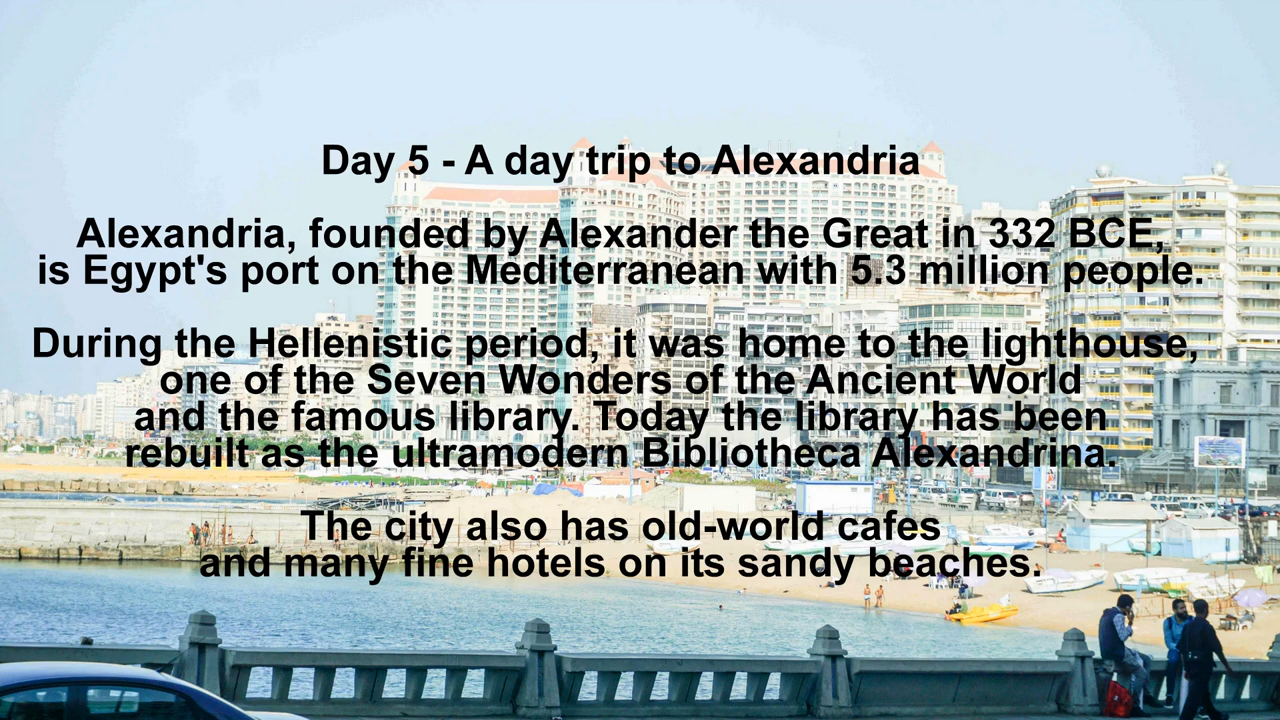 Day 5 - A day trip to Alexandria
Alexandria, founded by Alexander the Great in 332 BCE,
is Egypt's port on the Mediterranean with 5.3 million people.
During the Hellenistic period, it was home to the lighthouse,
one of the Seven Wonders of the Ancient World
and the famous library. Today the library has been
rebuilt as the ultramodern Bibliotheca Alexandrina.
The city also has old-world cafes
and many fine hotels on its sandy beaches.